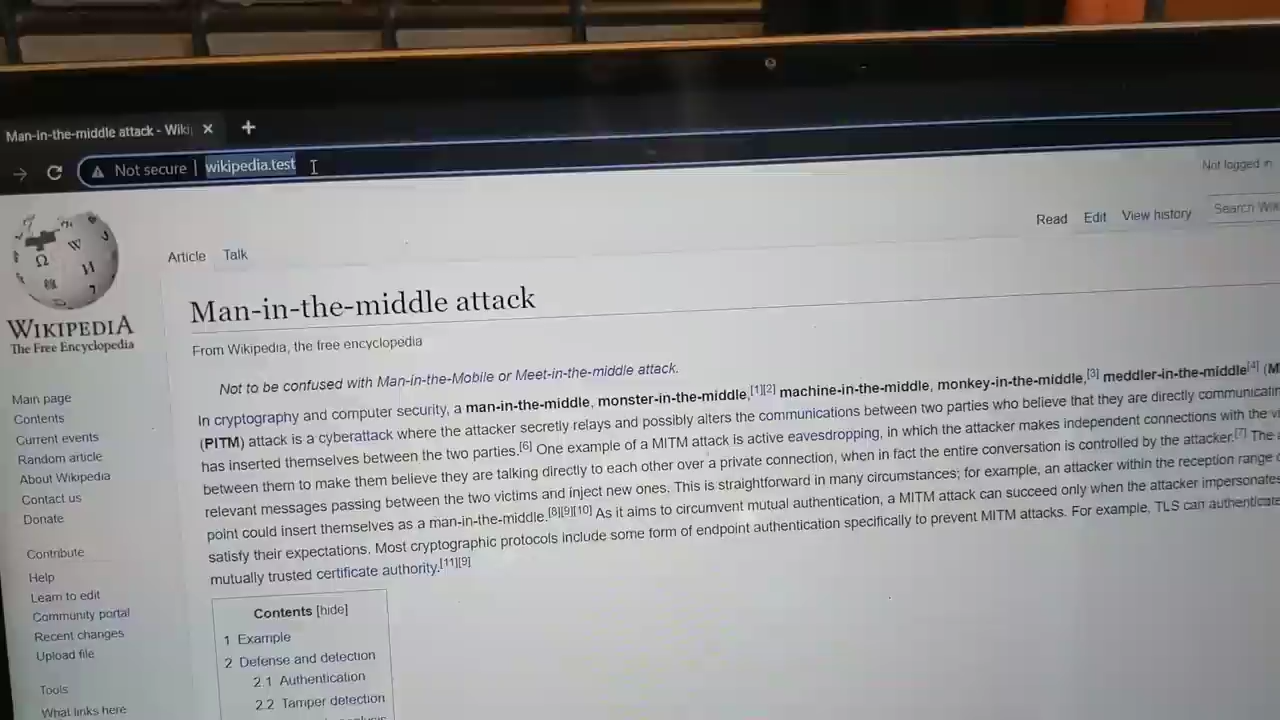 Man-in-the-middle attack - Wiki
Not secure | wikipedia.test
Not logged in
Read Edit View history Search Wiki
Article Talk
WIKIPEDIA
The Free Encyclopedia
Man-in-the-middle attack
From Wikipedia, the free encyclopedia
Not to be confused with Man-in-the-Mobile or Meet-in-the-middle attack.
In cryptography and computer security, a man-in-the-middle, monster-in-the-middle,[1][2] machine-in-the-middle, monkey-in-the-middle,[3] meddler-in-the-middle[4] (M
(PITM) attack is a cyberattack where the attacker secretly relays and possibly alters the communications between two parties who believe that they are directly communicatin
has inserted themselves between the two parties.[6] One example of a MITM attack is active eavesdropping, in which the attacker makes independent connections with the vi
between them to make them believe they are talking directly to each other over a private connection, when in fact the entire conversation is controlled by the attacker.[7] The a
relevant messages passing between the two victims and inject new ones. This is straightforward in many circumstances; for example, an attacker within the reception range o
point could insert themselves as a man-in-the-middle.[8][9][10] As it aims to circumvent mutual authentication, a MITM attack can succeed only when the attacker impersonates
satisfy their expectations. Most cryptographic protocols include some form of endpoint authentication specifically to prevent MITM attacks. For example, TLS can authenticate
mutually trusted certificate authority.[11][9]
Main page
Contents
Current events
Random article
About Wikipedia
Contact us
Donate
Contribute
Help
Learn to edit
Community portal
Recent changes
Upload file
Tools
What links here
Contents [hide]
1 Example
2 Defense and detection
2.1 Authentication
2.2 Tamper detection